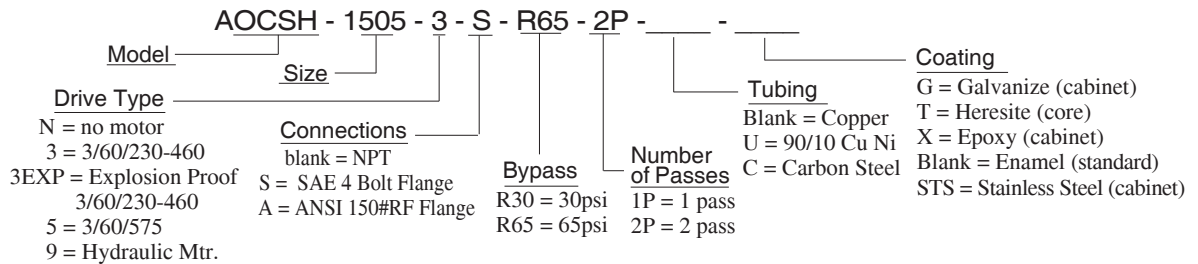 AOCSH - 1505 - 3 - S - R65 - 2P - ____ - ____
Model
Size
Drive Type
N = no motor
3 = 3/60/230-460
3EXP = Explosion Proof
3/60/230-460
5 = 3/60/575
9 = Hydraulic Mtr.
Connections
blank = NPT
S = SAE 4 Bolt Flange
A = ANSI 150#RF Flange
Bypass
R30 = 30psi
R65 = 65psi
Number
of Passes
1P = 1 pass
2P = 2 pass
Tubing
Blank = Copper
U = 90/10 Cu Ni
C = Carbon Steel
Coating
G = Galvanize (cabinet)
T = Heresite (core)
X = Epoxy (cabinet)
Blank = Enamel (standard)
STS = Stainless Steel (cabinet)